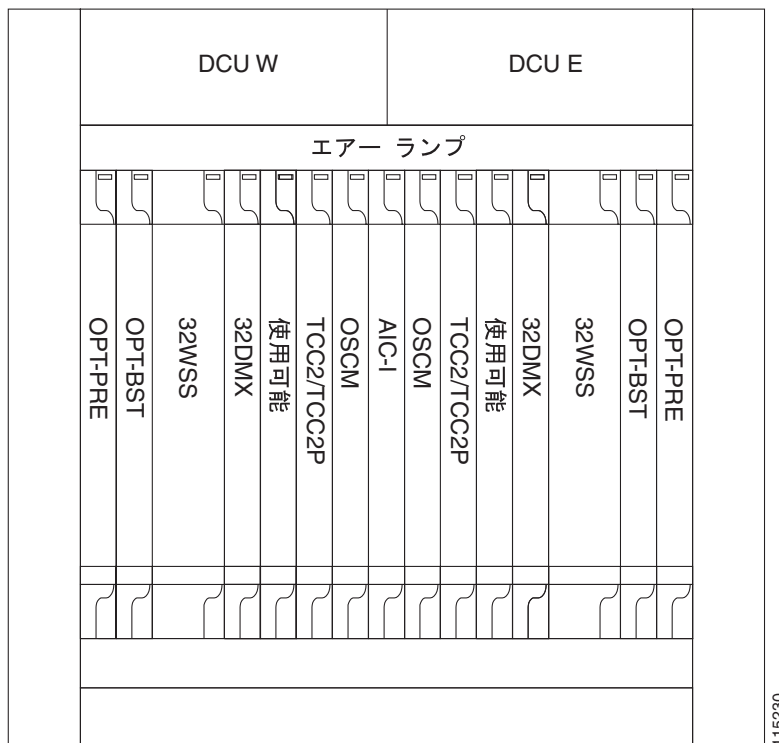 DCU W
DCU E
エアー ランプ
OPT-PRE
OPT-BST
32WSS
32DMX
使用可能
TCC2/TCC2P
OSCM
AIC-I
OSCM
TCC2/TCC2P
使用可能
32DMX
32WSS
OPT-BST
OPT-PRE